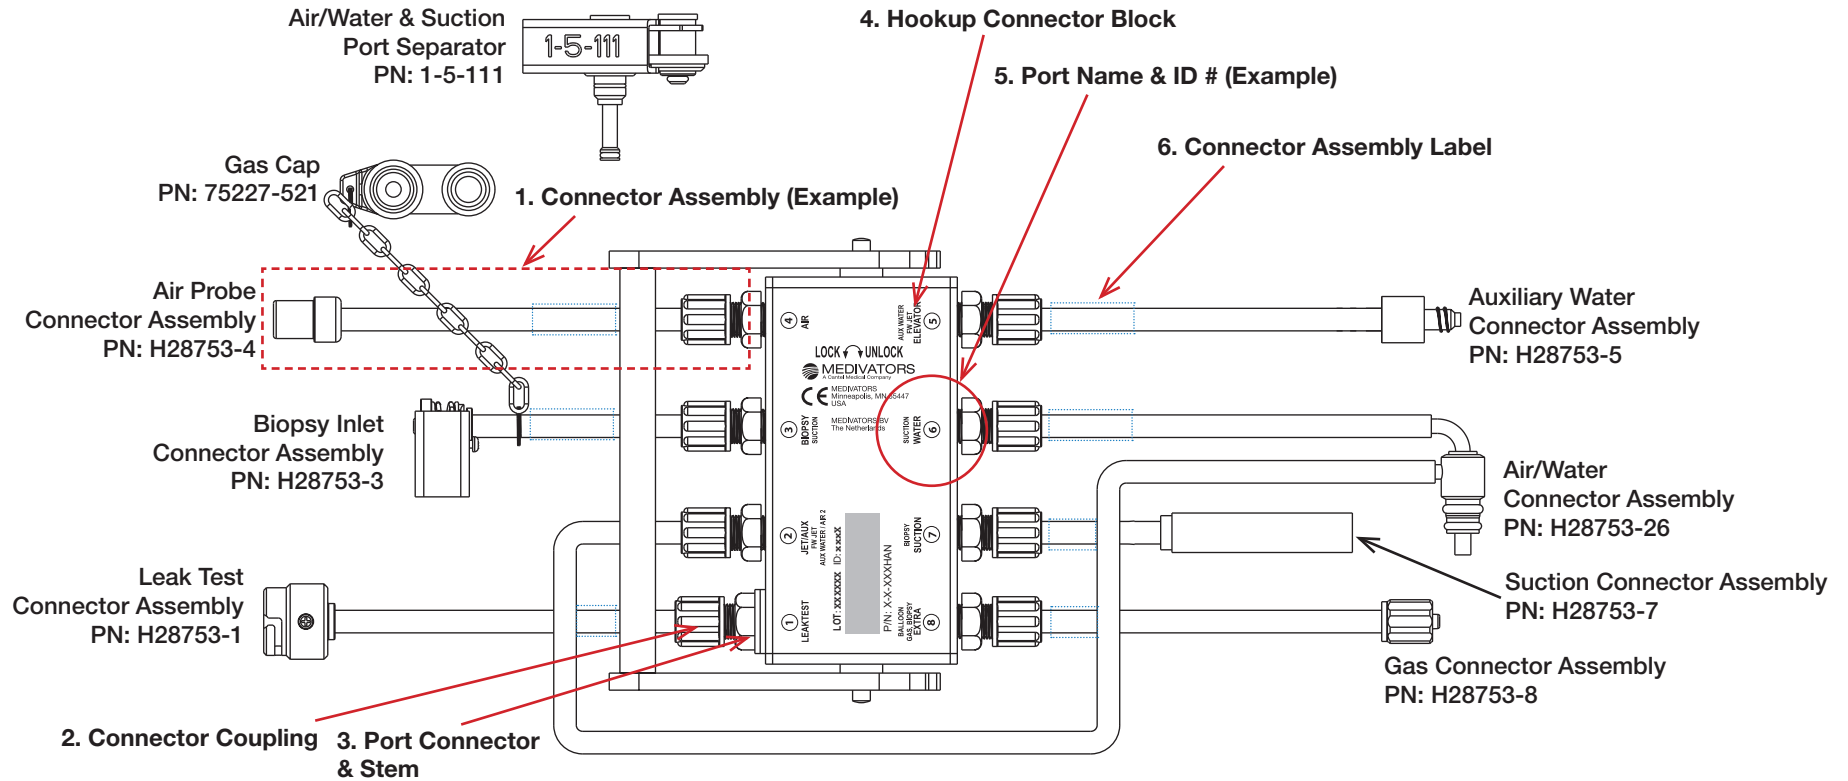 Air/Water & Suction
Port Separator
PN: 1-5-111
1-5-111
4. Hookup Connector Block
5. Port Name & ID # (Example)
6. Connector Assembly Label
Gas Cap
PN: 75227-521
1. Connector Assembly (Example)
Air Probe
Connector Assembly
PN: H28753-4
Auxiliary Water
Connector Assembly
PN: H28753-5
4
AIR
AUX WATER
FW JET
ELEVATOR
5
LOCK UNLOCK
MEDIVATORS
A Cantel Medical Company
CE
MEDIVATORS
Minneapolis, MN 55447
USA
MEDIVATORS BV
The Netherlands
Biopsy Inlet
Connector Assembly
PN: H28753-3
3
BIOPSY
SUCTION
SUCTION
WATER
6
Air/Water
Connector Assembly
PN: H28753-26
2
JET/AUX
FW JET
AUX WATER / AIR 2
BIOPSY
SUCTION
7
Suction Connector Assembly
PN: H28753-7
Leak Test
Connector Assembly
PN: H28753-1
1
LEAKTEST
LOT: XXXXXX ID: xxxX
P/N: X-X-XXXHAN
BALLOON
GAS, BIOPSY
EXTRA
8
Gas Connector Assembly
PN: H28753-8
2. Connector Coupling
3. Port Connector
& Stem